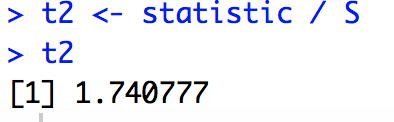 > t2 <- statistic / S
> t2
[1] 1.740777